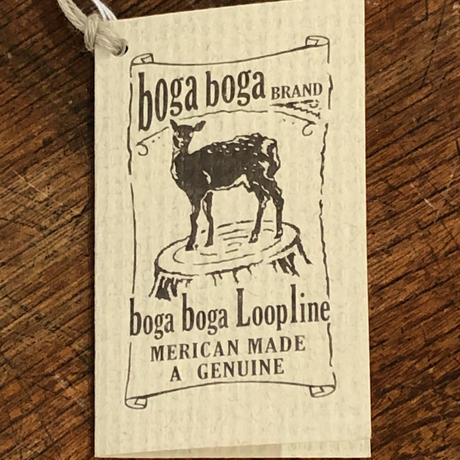 boga boga BRAND
boga boga Loopline
MERICAN MADE
A GENUINE